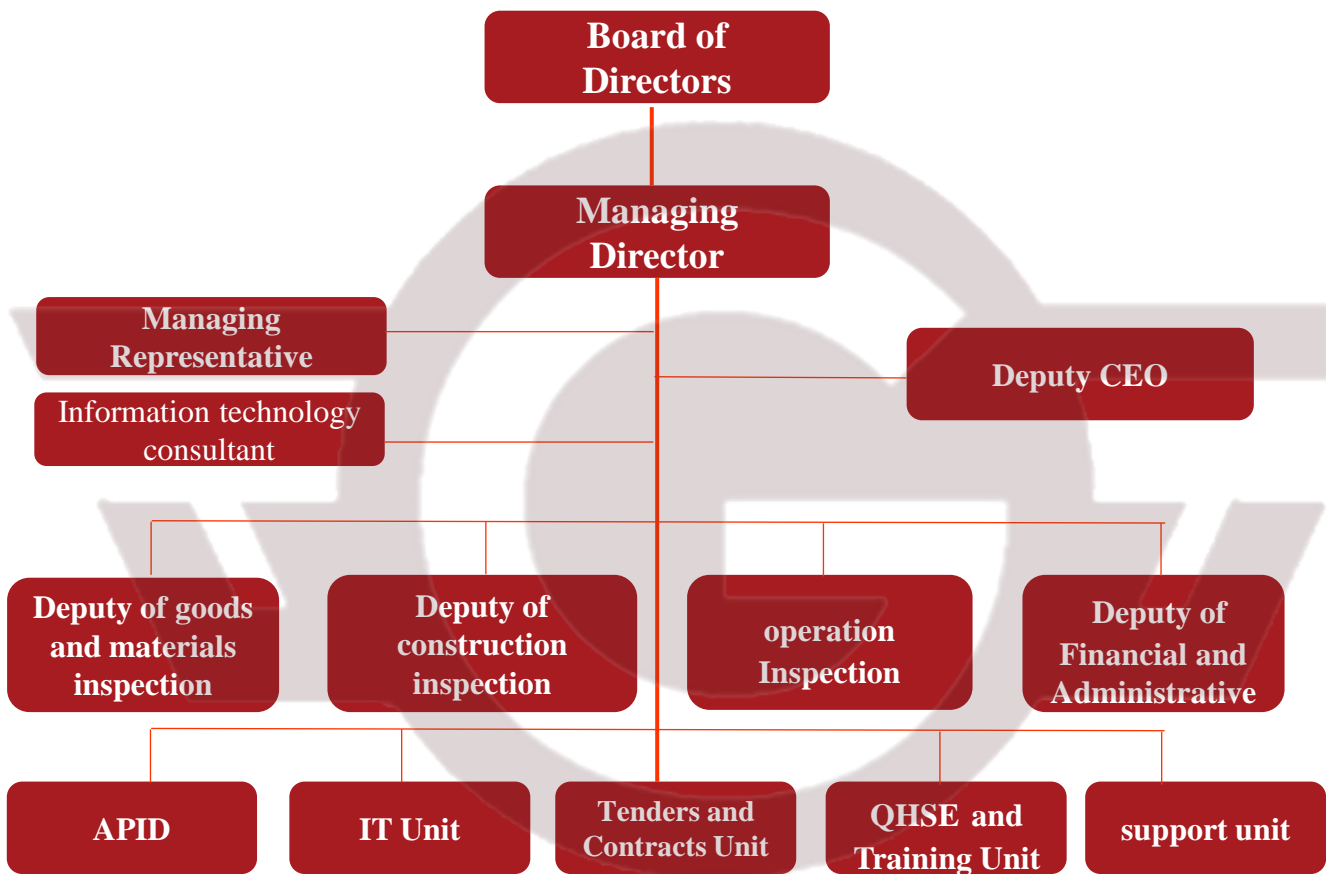 Board of
Directors
Managing
Director
Managing
Representative
Deputy CEO
Information technology
consultant
Deputy of goods
and materials
inspection
Deputy of
construction
inspection
operation
Inspection
Deputy of
Financial and
Administrative
APID
IT Unit
Tenders and
Contracts Unit
QHSE and
Training Unit
support unit